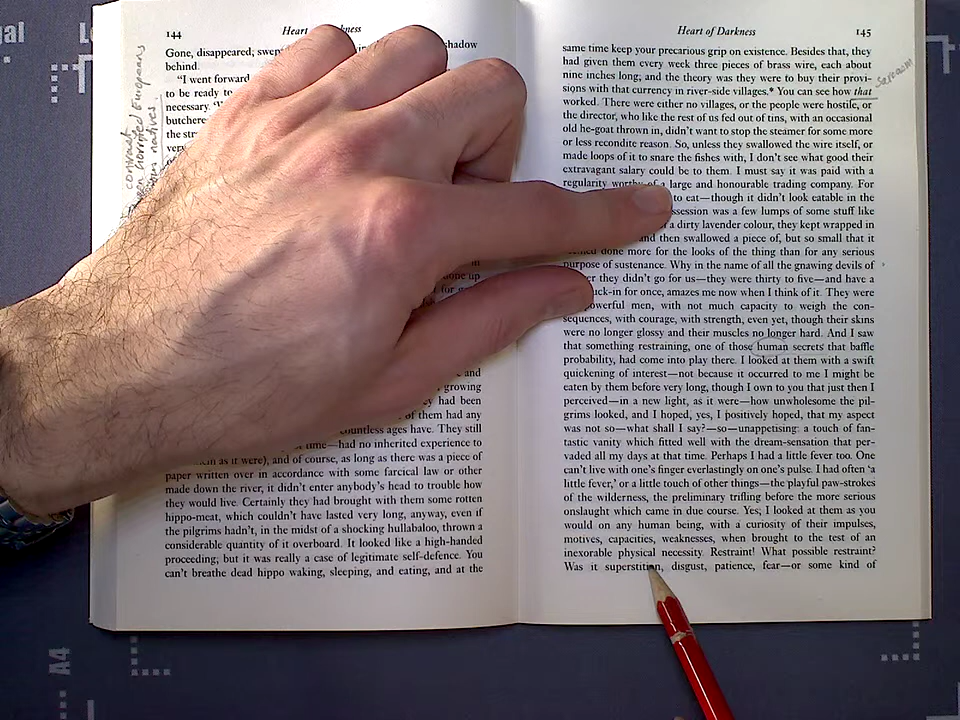 144
Heart of Darkness
Gone, disappeared; swept shadow
behind.
"I went forward
to be ready to
necessary.
butchere
the
very
done up
for
and
growing
they had been
of them had any
countless ages have. They still
time—had no inherited experience to
them as it were), and of course, as long as there was a piece of
paper written over in accordance with some farcical law or other
made down the river, it didn't enter anybody's head to trouble how
they would live. Certainly they had brought with them some rotten
hippo-meat, which couldn't have lasted very long, anyway, even if
the pilgrims hadn't, in the midst of a shocking hullabaloo, thrown a
considerable quantity of it overboard. It looked like a high-handed
proceeding; but it was really a case of legitimate self-defence. You
can't breathe dead hippo waking, sleeping, and eating, and at the
contrast
horrified Europeans
natives
Heart of Darkness
145
same time keep your precarious grip on existence. Besides that, they
had given them every week three pieces of brass wire, each about
nine inches long; and the theory was they were to buy their provi-
sions with that currency in river-side villages.* You can see how that
sarcasm
worked. There were either no villages, or the people were hostile, or
the director, who like the rest of us fed out of tins, with an occasional
old he-goat thrown in, didn't want to stop the steamer for some more
or less recondite reason. So, unless they swallowed the wire itself, or
made loops of it to snare the fishes with, I don't see what good their
extravagant salary could be to them. I must say it was paid with a
regularity worthy of a large and honourable trading company. For
to eat—though it didn't look eatable in the
ssession was a few lumps of some stuff like
a dirty lavender colour, they kept wrapped in
and then swallowed a piece of, but so small that it
done more for the looks of the thing than for any serious
purpose of sustenance. Why in the name of all the gnawing devils of
they didn't go for us—they were thirty to five—and have a
tuck-in for once, amazes me now when I think of it. They were
powerful men, with not much capacity to weigh the con-
sequences, with courage, with strength, even yet, though their skins
were no longer glossy and their muscles no longer hard. And I saw
that something restraining, one of those human secrets that baffle
probability, had come into play there. I looked at them with a swift
quickening of interest—not because it occurred to me I might be
eaten by them before very long, though I own to you that just then I
perceived—in a new light, as it were—how unwholesome the pil-
grims looked, and I hoped, yes, I positively hoped, that my aspect
was not so—what shall I say?—so—unappetising: a touch of fan-
tastic vanity which fitted well with the dream-sensation that per-
vaded all my days at that time. Perhaps I had a little fever too. One
can't live with one's finger everlastingly on one's pulse. I had often 'a
little fever,' or a little touch of other things—the playful paw-strokes
of the wilderness, the preliminary trifling before the more serious
onslaught which came in due course. Yes; I looked at them as you
would on any human being, with a curiosity of their impulses,
motives, capacities, weaknesses, when brought to the test of an
inexorable physical necessity. Restraint! What possible restraint?
Was it superstition, disgust, patience, fear—or some kind of
A4